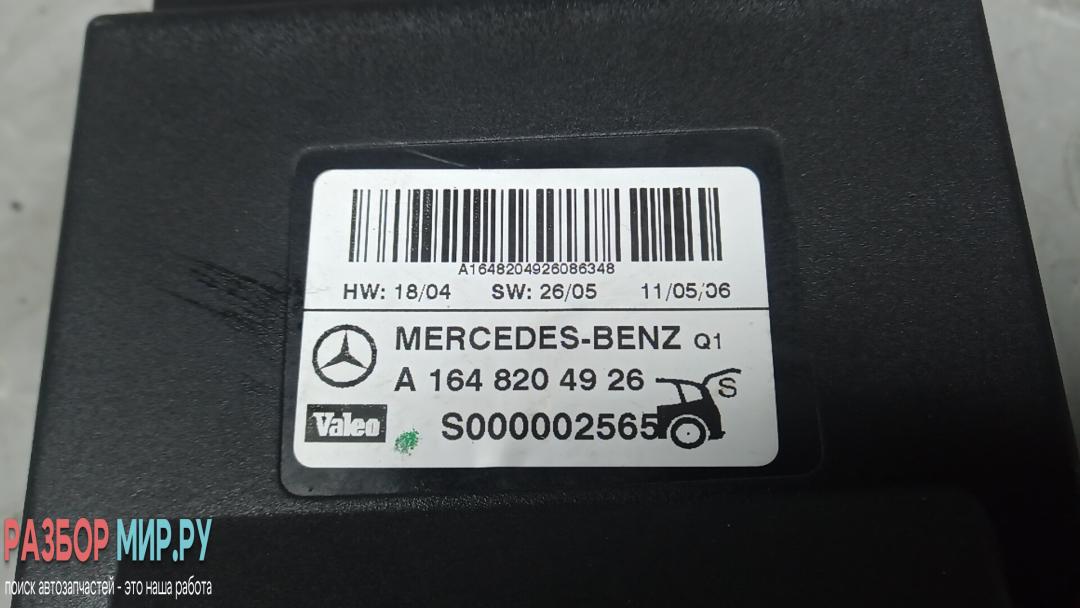 A1648204926086348
HW: 18/04 SW: 26/05 11/05/06
MERCEDES-BENZ Q1
A 164 820 49 26
S
Valeo S000002565
РАЗБОР МИР.РУ
поиск автозапчастей - это наша работа